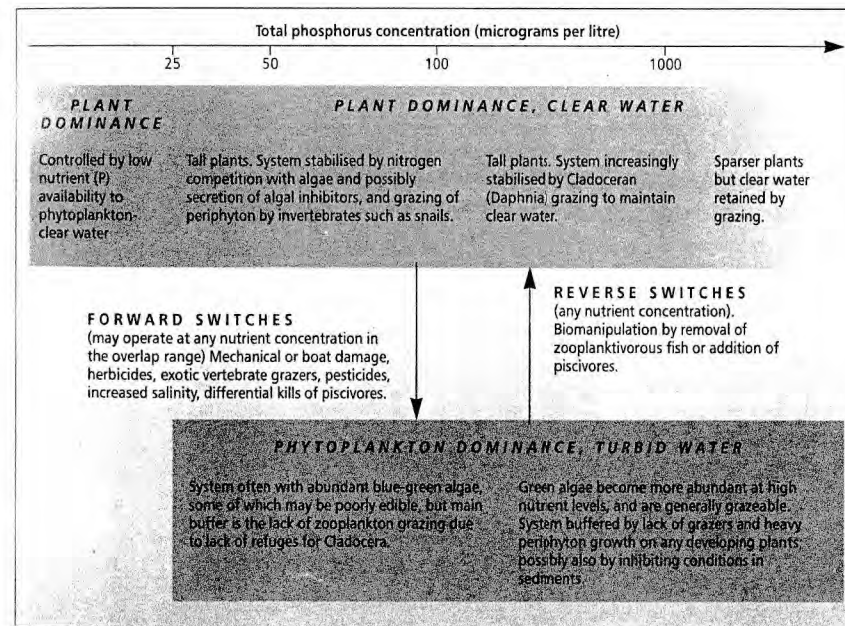 Total phosphorus concentration (micrograms per litre)
25 50 100 1000
PLANT
DOMINANCE
Controlled by low
nutrient (P)
availability to
phytoplankton-
clear water
PLANT DOMINANCE, CLEAR WATER
Tall plants. System stabilised by nitrogen
competition with algae and possibly
secretion of algal inhibitors, and grazing of
periphyton by invertebrates such as snails.
Tall plants. System increasingly
stabilised by Cladoceran
(Daphnia) grazing to maintain
clear water.
Sparser plants
but clear water
retained by
grazing.
FORWARD SWITCHES
(may operate at any nutrient concentration in
the overlap range) Mechanical or boat damage,
herbicides, exotic vertebrate grazers, pesticides,
increased salinity, differential kills of piscivores.
REVERSE SWITCHES
(any nutrient concentration).
Biomanipulation by removal of
zooplanktivorous fish or addition of
piscivores.
PHYTOPLANKTON DOMINANCE, TURBID WATER
System often with abundant blue-green algae,
some of which may be poorly edible, but main
buffer is the lack of zooplankton grazing due
to lack of refuges for Cladocera.
Green algae become more abundant at high
nutrient levels, and are generally grazeable.
System buffered by lack of grazers and heavy
periphyton growth on any developing plants,
possibly also by inhibiting conditions in
sediments